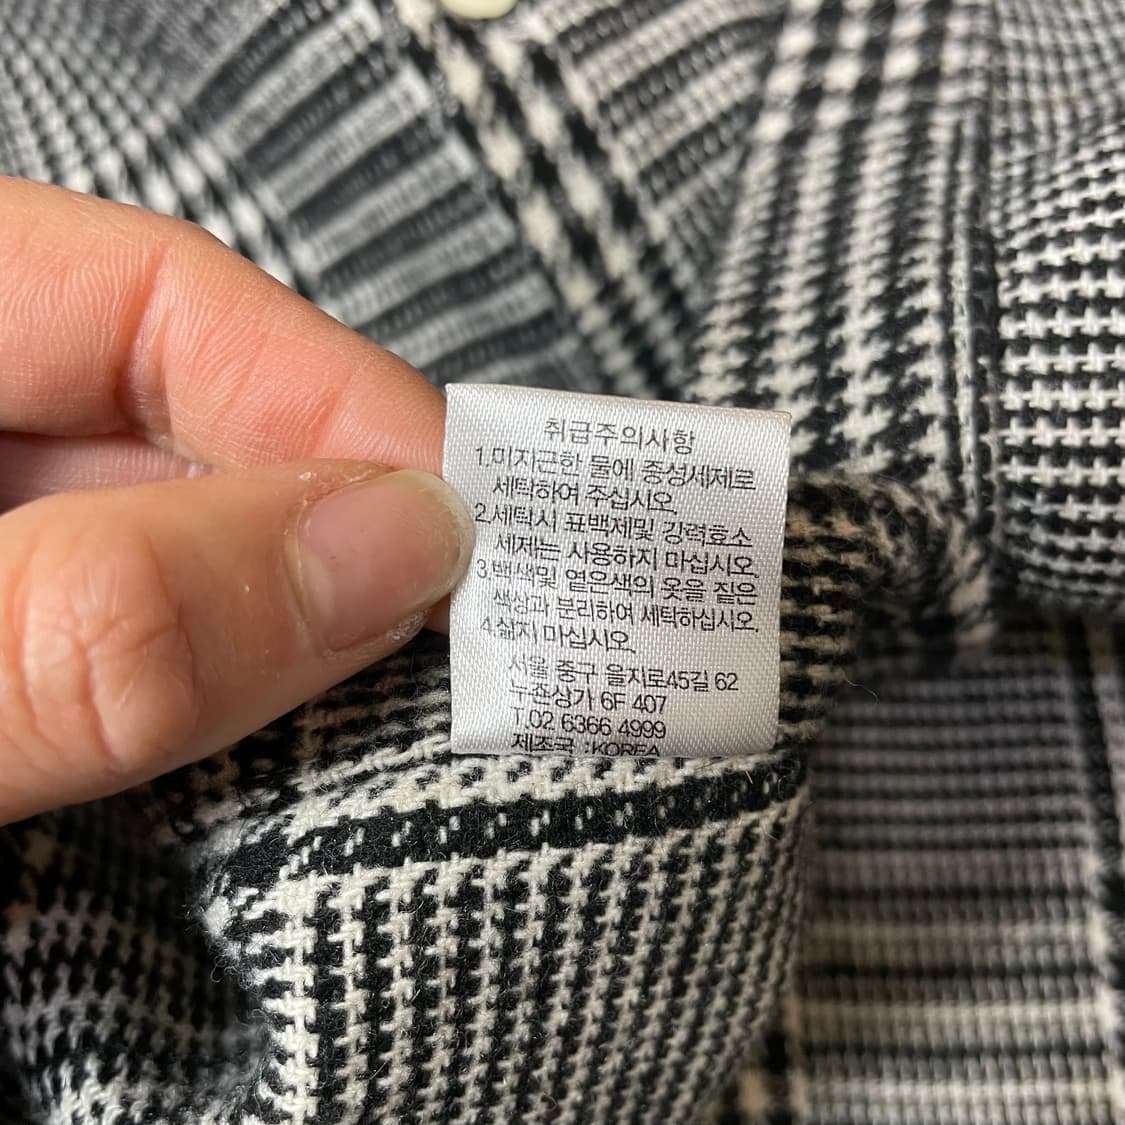 취급주의사항
1.미지근한 물에 중성세제로
세탁하여 주십시오.
2.세탁시 표백제및 강력효소
세제는 사용하지 마십시오.
3.백색및 엷은색의 옷을 짙은
색상과 분리하여 세탁하십시오.
4.삶지 마십시오.
서울 중구 을지로45길 62
누죤상가 6F 407
T.02 6366 4999
제조국 :KOREA